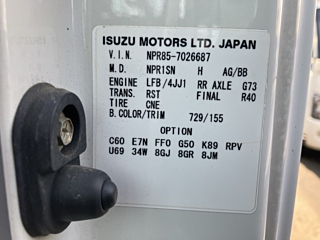 ISUZU MOTORS LTD. JAPAN
V. I. N. NPR85-7026687
M. D. NPR1SN H AG/BB
ENGINE LFB/4JJ1 RR AXLE G73
TRANS. RST FINAL R40
TIRE CNE
B. COLOR/TRIM 729/155
OPTION
C60 E7N FF0 G50 K89 RPV
U69 34W 8GJ 8GR 8JM